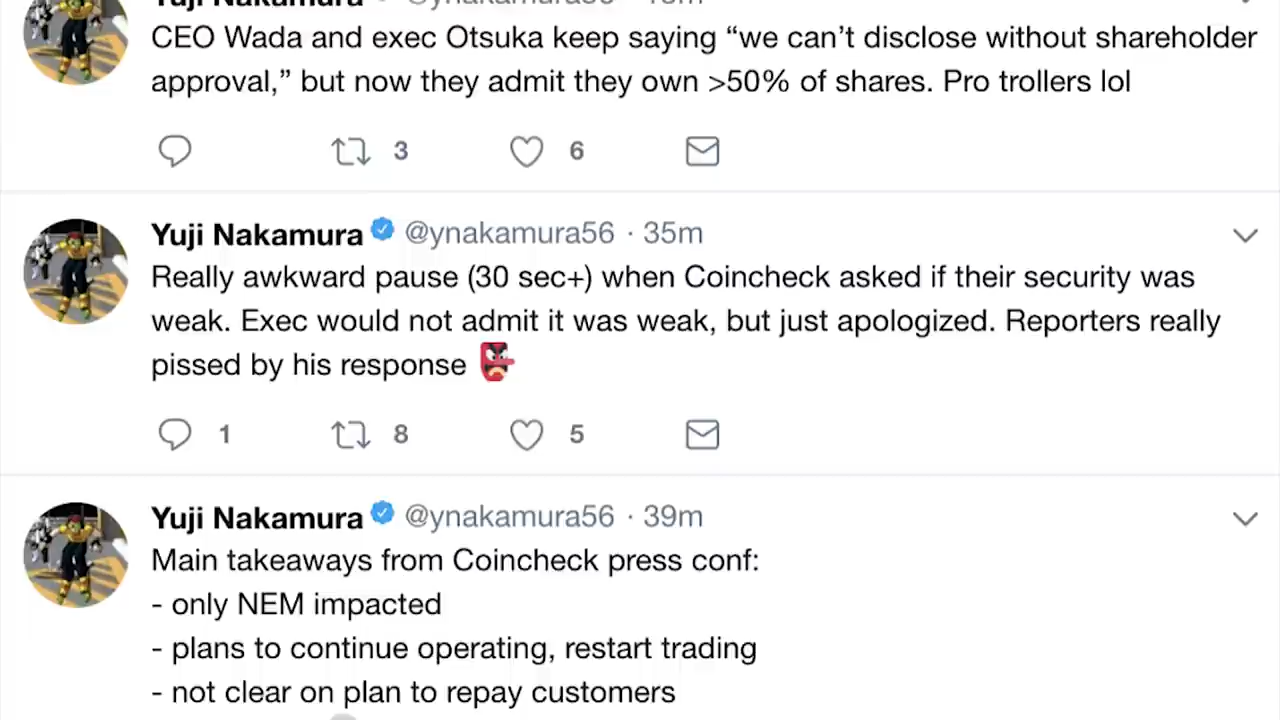 Yuji Nakamura @ynakamura56
CEO Wada and exec Otsuka keep saying “we can’t disclose without shareholder
approval,” but now they admit they own >50% of shares. Pro trollers lol
3 6
Yuji Nakamura @ynakamura56 · 35m
Really awkward pause (30 sec+) when Coincheck asked if their security was
weak. Exec would not admit it was weak, but just apologized. Reporters really
pissed by his response
1 8 5
Yuji Nakamura @ynakamura56 · 39m
Main takeaways from Coincheck press conf:
- only NEM impacted
- plans to continue operating, restart trading
- not clear on plan to repay customers